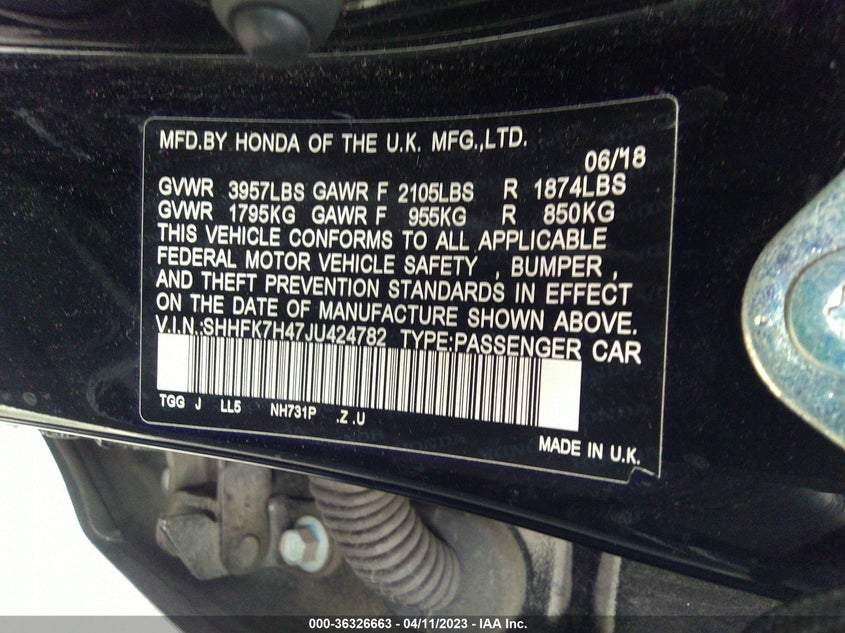 MFD.BY HONDA OF THE U.K. MFG.,LTD.
06/18
GVWR 3957LBS GAWR F 2105LBS R 1874LBS
GVWR 1795KG GAWR F 955KG R 850KG
THIS VEHICLE CONFORMS TO ALL APPLICABLE
FEDERAL MOTOR VEHICLE SAFETY , BUMPER ,
AND THEFT PREVENTION STANDARDS IN EFFECT
ON THE DATE OF MANUFACTURE SHOWN ABOVE.
V.I.N.:SHHFK7H47JU424782 TYPE:PASSENGER CAR
TGG J LL5 NH731P .Z .U
MADE IN U.K.
000-36326663 - 04/11/2023 - IAA Inc.